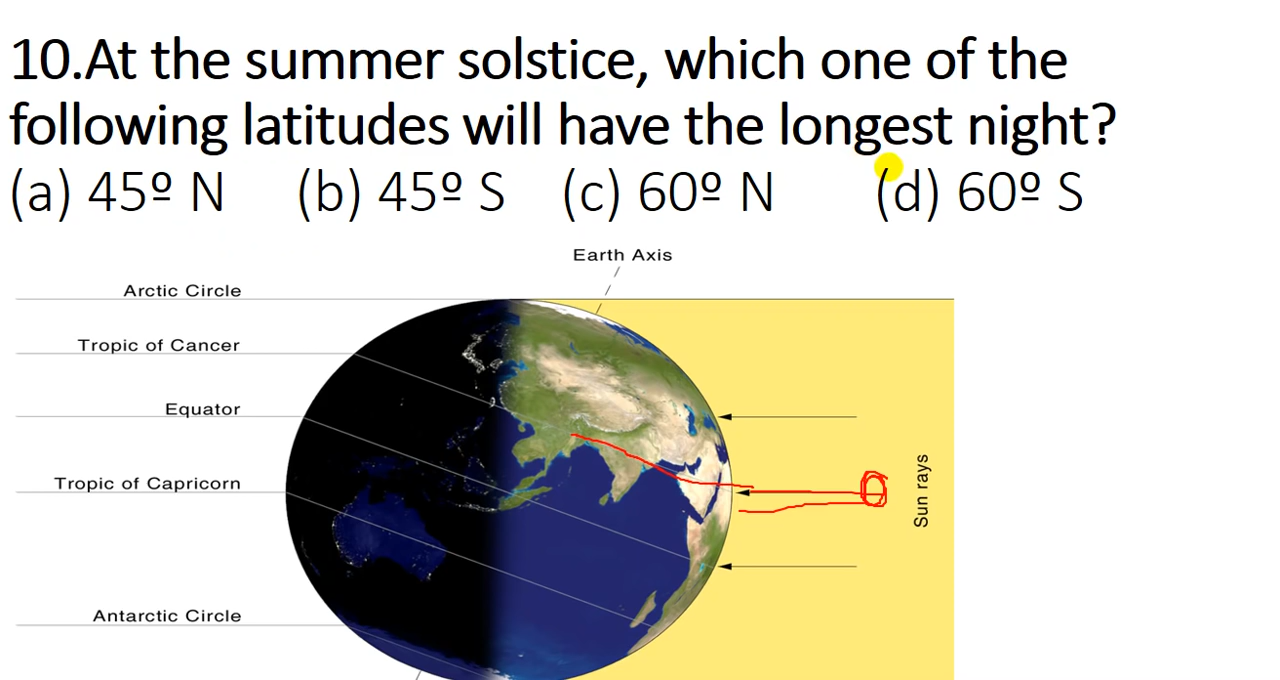 10.At the summer solstice, which one of the
following latitudes will have the longest night?
(a) 45º N (b) 45º S (c) 60º N (d) 60º S
Earth Axis
Arctic Circle
Tropic of Cancer
Equator
Tropic of Capricorn
Sun rays
Antarctic Circle